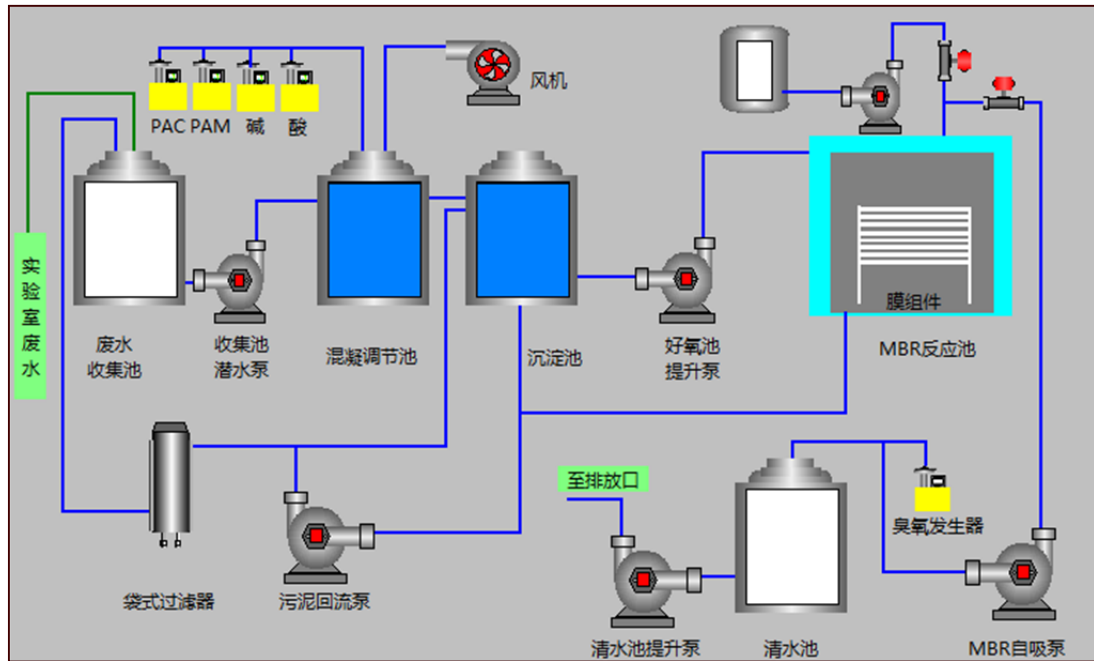 风机
PAC
PAM
碱
酸
实验室废水
废水
收集池
收集池
潜水泵
混凝调节池
沉淀池
好氧池
提升泵
膜组件
MBR反应池
至排放口
臭氧发生器
袋式过滤器
污泥回流泵
清水池提升泵
清水池
MBR自吸泵